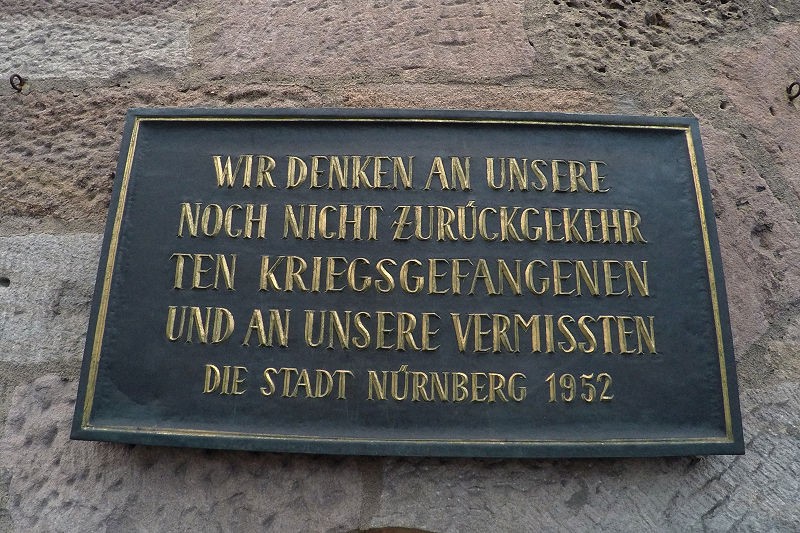 WIR DENKEN AN UNSERE
NOCH NICHT ZURÜCKGEKEHR
TEN KRIEGSGEFANGENEN
UND AN UNSERE VERMISSTEN
DIE STADT NÜRNBERG 1952